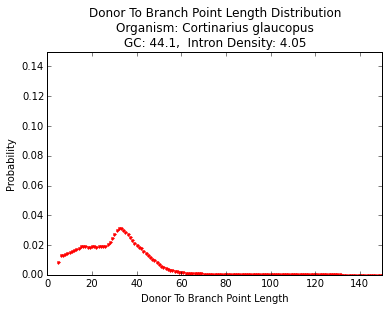 Donor To Branch Point Length Distribution
Organism: Cortinarius glaucopus
GC: 44.1,  Intron Density: 4.05
0.14
0.12
0.10
0.08
0.06
0.04
0.02
0.00
Probability
0 20 40 60 80 100 120 140
Donor To Branch Point Length